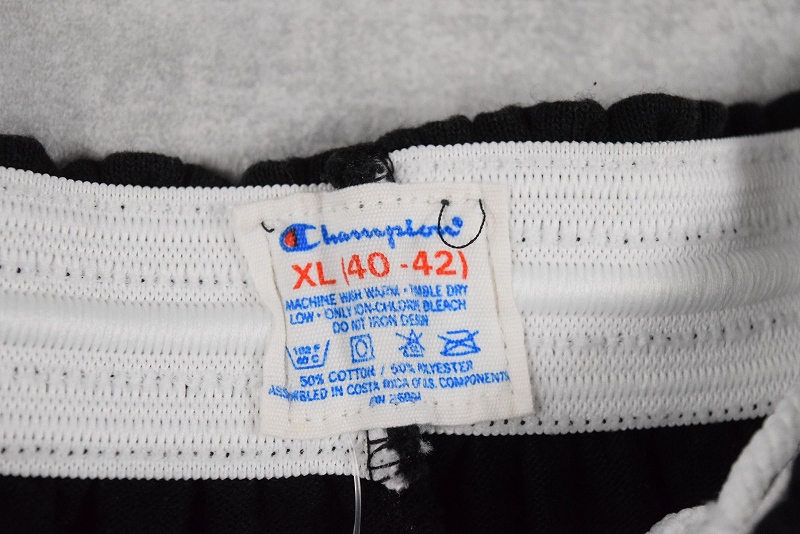 Champion
XL (40-42)
MACHINE WASH WARM • TUMBLE DRY
LOW • ONLY NON-CHLORINE BLEACH
DO NOT IRON DESIGN
50% COTTON / 50% POLYESTER
ASSEMBLED IN COSTA RICA OF U.S. COMPONENTS
RN